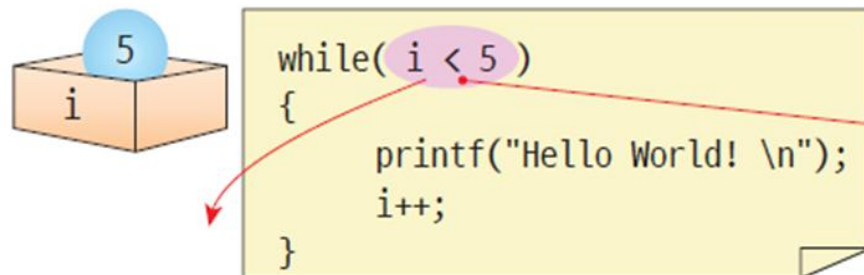 5
i
while( i < 5 )
{
printf("Hello World! \n");
i++;
}